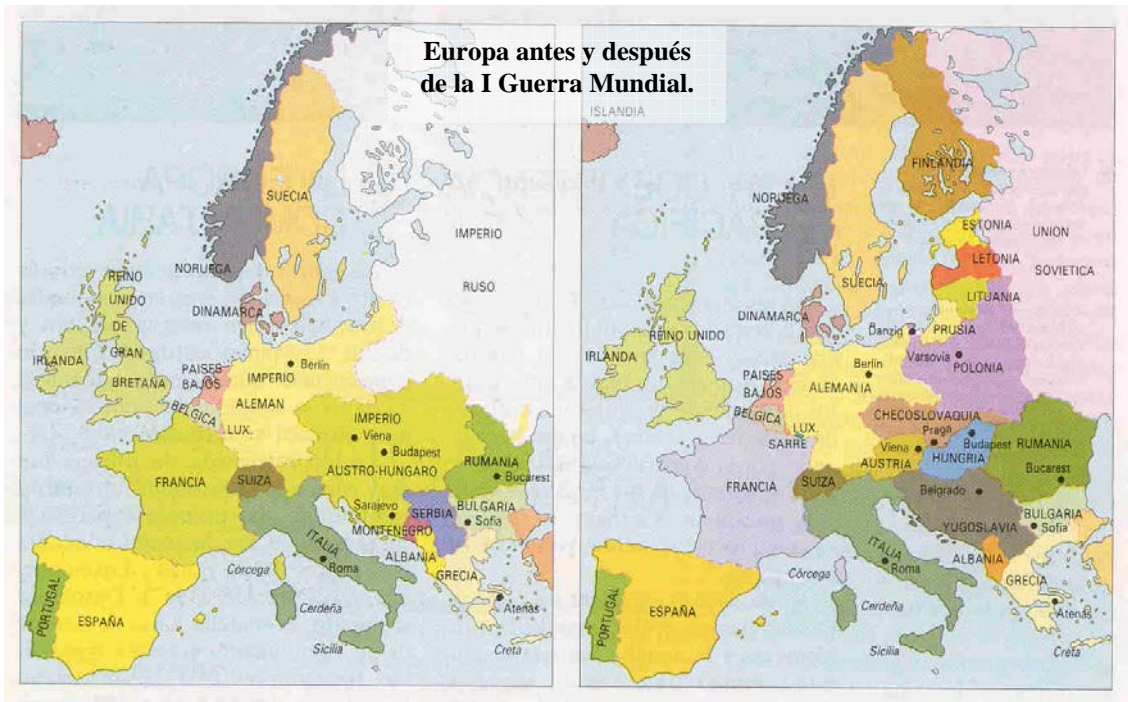 Europa antes y después
de la I Guerra Mundial.
SUECIA
IMPERIO
RUSO
NORUEGA
DINAMARCA
REINO
UNIDO
DE
GRAN
BRETAÑA
IRLANDA
PAISES
BAJOS
BELGICA
LUX.
Berlín
IMPERIO
ALEMAN
IMPERIO
Viena
Budapest
AUSTRO-HUNGARO
FRANCIA
SUIZA
RUMANIA
Bucarest
Sarajevo
SERBIA
BULGARIA
Sofia
MONTENEGRO
ITALIA
Roma
ALBANIA
GRECIA
Córcega
Cerdeña
Atenas
PORTUGAL
ESPAÑA
Sicilia
Creta
ISLANDIA
FINLANDIA
NORUEGA
ESTONIA
UNION
LETONIA
SOVIETICA
SUECIA
LITUANIA
DINAMARCA
Banzig
PRUSIA
REINO UNIDO
IRLANDA
Varsovia
POLONIA
Berlín
PAISES
BAJOS
ALEMANIA
BELGICA
LUX.
CHECOSLOVAQUIA
Praga
SARRE
Viena
Budapest
RUMANIA
AUSTRIA
HUNGRIA
FRANCIA
SUIZA
Bucarest
Belgrado
BULGARIA
Sofia
YUGOSLAVIA
ITALIA
Roma
ALBANIA
GRECIA
Córcega
Cerdeña
Atenas
PORTUGAL
ESPAÑA
Sicilia
Creta